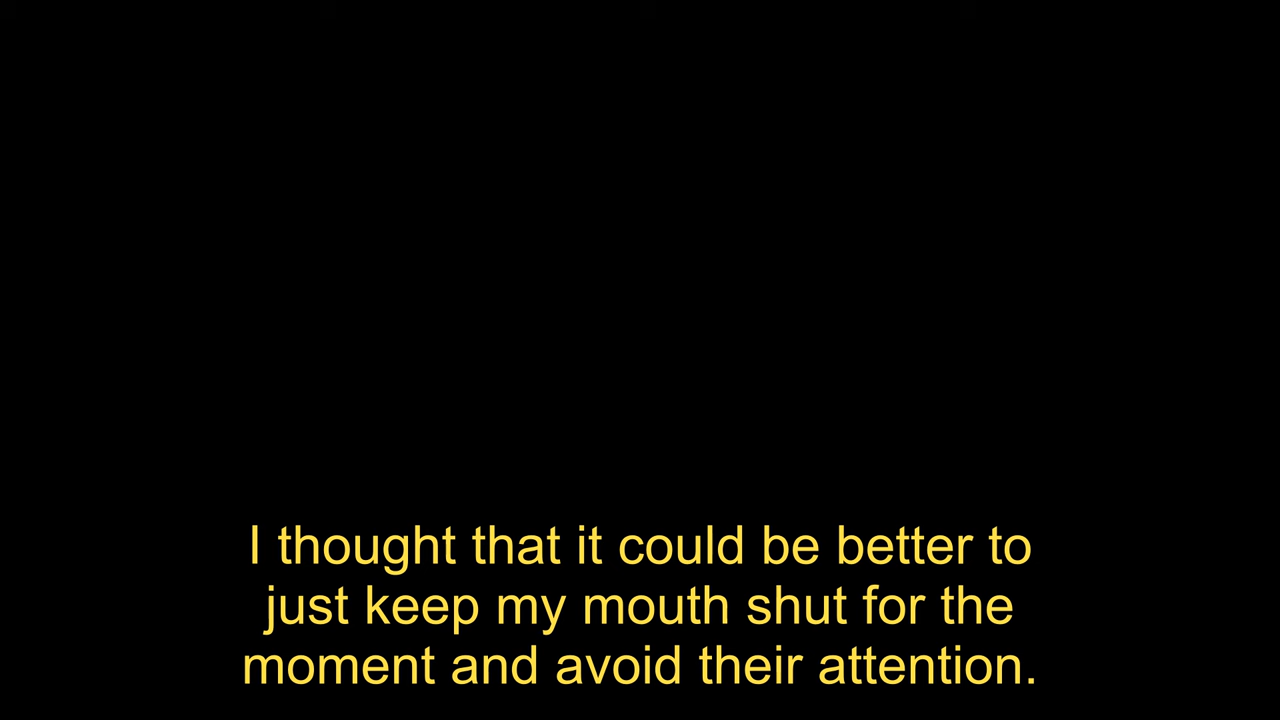 I thought that it could be better to
just keep my mouth shut for the
moment and avoid their attention.